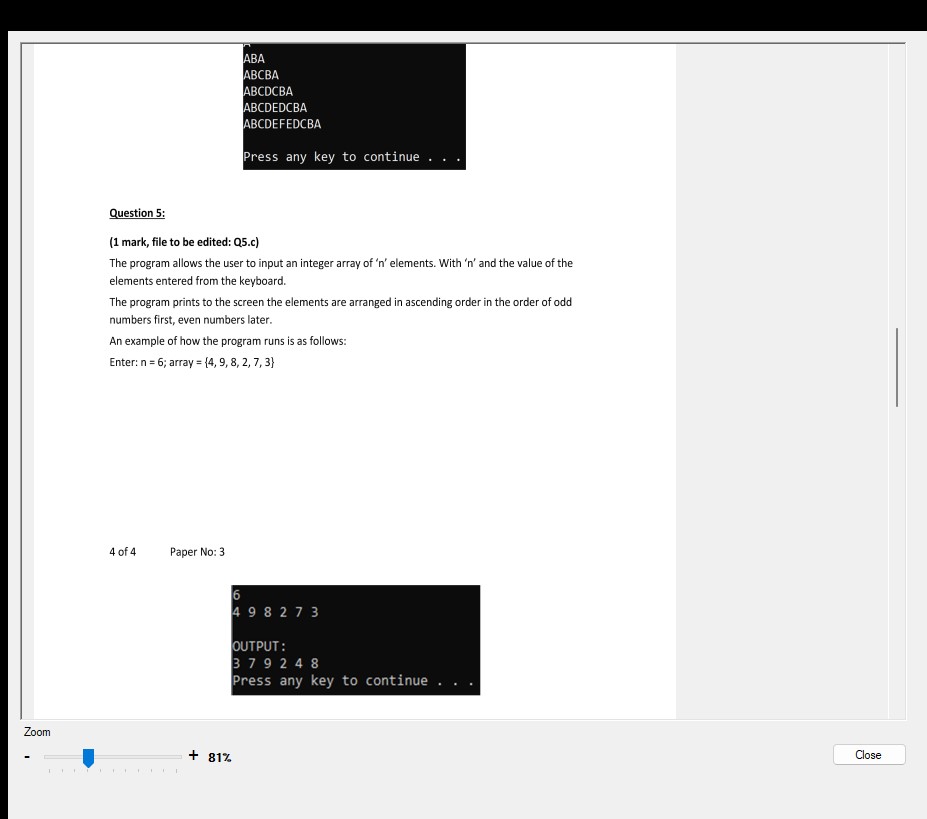 ABA
ABCBA
ABCDCBA
ABCDEDCBA
ABCDEFEDCBA
Press any key to continue . . .
Question 5:
(1 mark, file to be edited: Q5.c)
The program allows the user to input an integer array of ‘n’ elements. With ‘n’ and the value of the
elements entered from the keyboard.
The program prints to the screen the elements are arranged in ascending order in the order of odd
numbers first, even numbers later.
An example of how the program runs is as follows:
Enter: n = 6; array = {4, 9, 8, 2, 7, 3}
4 of 4 Paper No: 3
6
4 9 8 2 7 3
OUTPUT:
3 7 9 2 4 8
Press any key to continue . . .
Zoom
- + 81%
Close